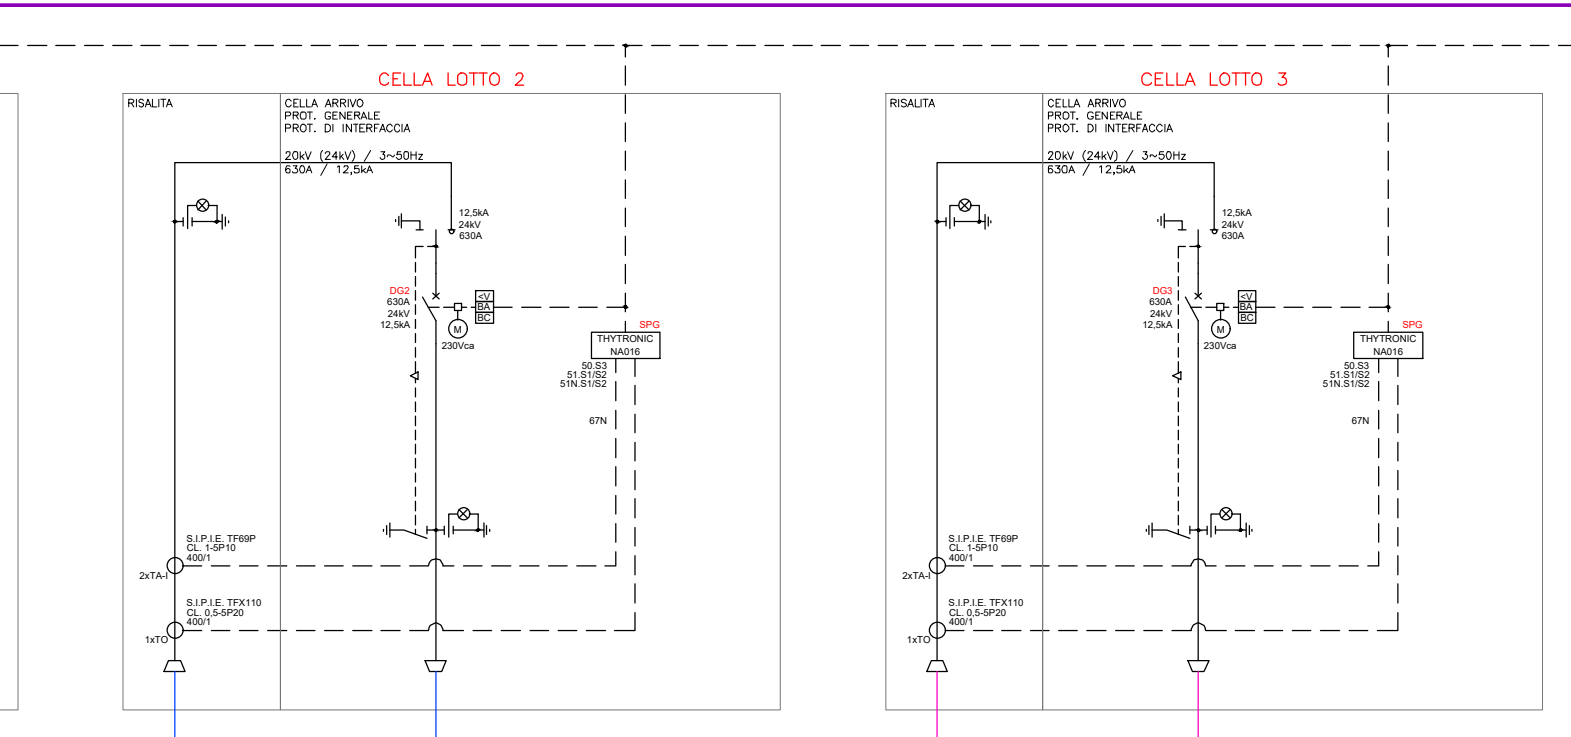 CELLA LOTTO 2
RISALITA
CELLA ARRIVO
PROT. GENERALE
PROT. DI INTERFACCIA
20kV (24kV) / 3~50Hz
630A / 12,5kA
12,5kA
24kV
630A
DG2
630A
24kV
12,5kA
<V
BA
BC
M
230Vca
SPG
THYTRONIC
NA016
50.S3
51.S1/S2
51N.S1/S2
67N
S.I.P.I.E. TF69P
CL. 1-5P10
400/1
2xTA-I
S.I.P.I.E. TFX110
CL. 0,5-5P20
400/1
1xTO
CELLA LOTTO 3
RISALITA
CELLA ARRIVO
PROT. GENERALE
PROT. DI INTERFACCIA
20kV (24kV) / 3~50Hz
630A / 12,5kA
12,5kA
24kV
630A
DG3
630A
24kV
12,5kA
<V
BA
BC
M
230Vca
SPG
THYTRONIC
NA016
50.S3
51.S1/S2
51N.S1/S2
67N
S.I.P.I.E. TF69P
CL. 1-5P10
400/1
2xTA-I
S.I.P.I.E. TFX110
CL. 0,5-5P20
400/1
1xTO